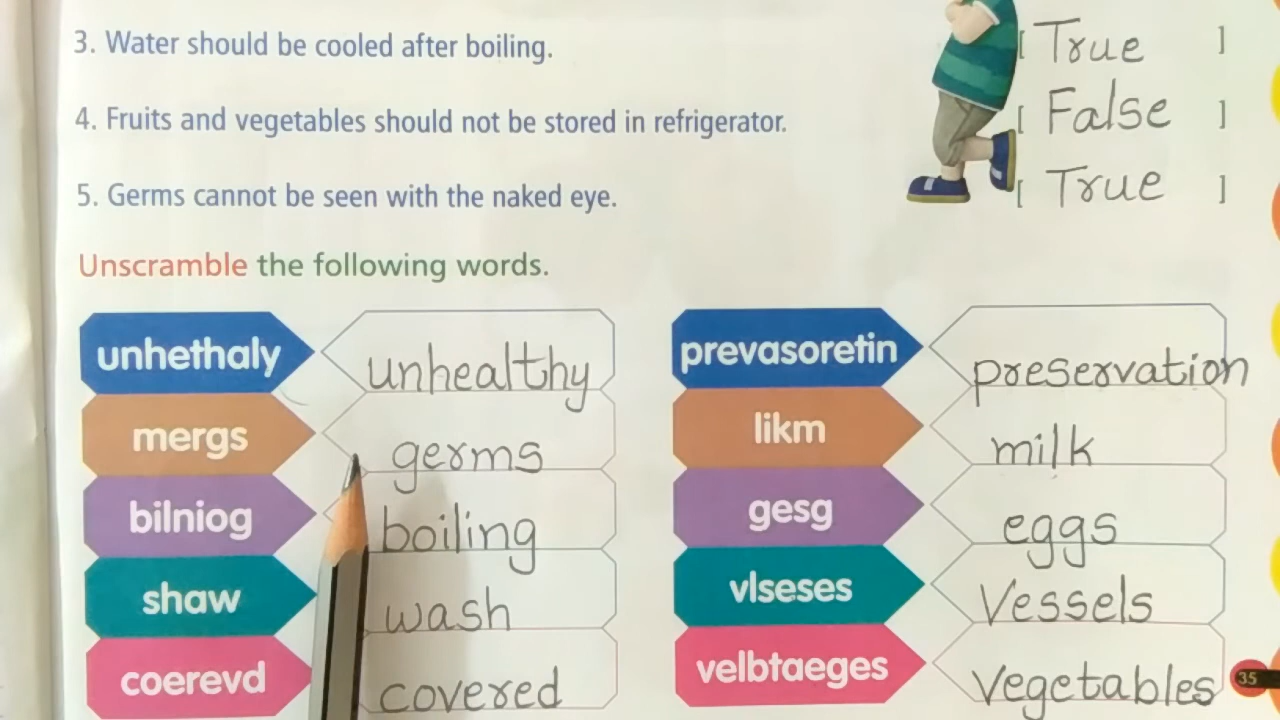 3. Water should be cooled after boiling. [ True ]
4. Fruits and vegetables should not be stored in refrigerator. [ False ]
5. Germs cannot be seen with the naked eye. [ True ]
Unscramble the following words.
unhethaly unhealthy prevasoretin preservation
mergs germs likm milk
bilniog boiling gesg eggs
shaw wash vlseses Vessels
coerevd covered velbtaeges Vegetables
35